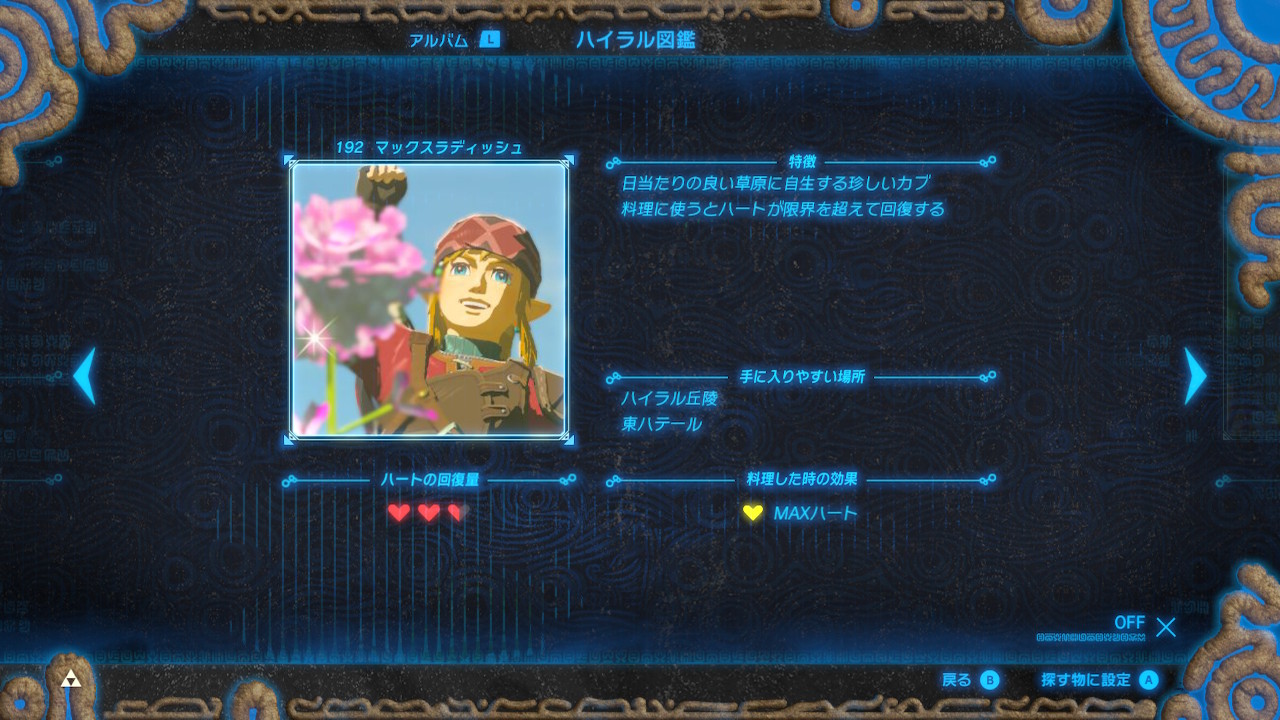 アルバム L
ハイラル図鑑
192 マックスラディッシュ
特徴
日当たりの良い草原に自生する珍しいカブ
料理に使うとハートが限界を超えて回復する
手に入りやすい場所
ハイラル丘陵
東ハテール
ハートの回復量
料理した時の効果
MAXハート
OFF
戻る B
探す物に設定 A